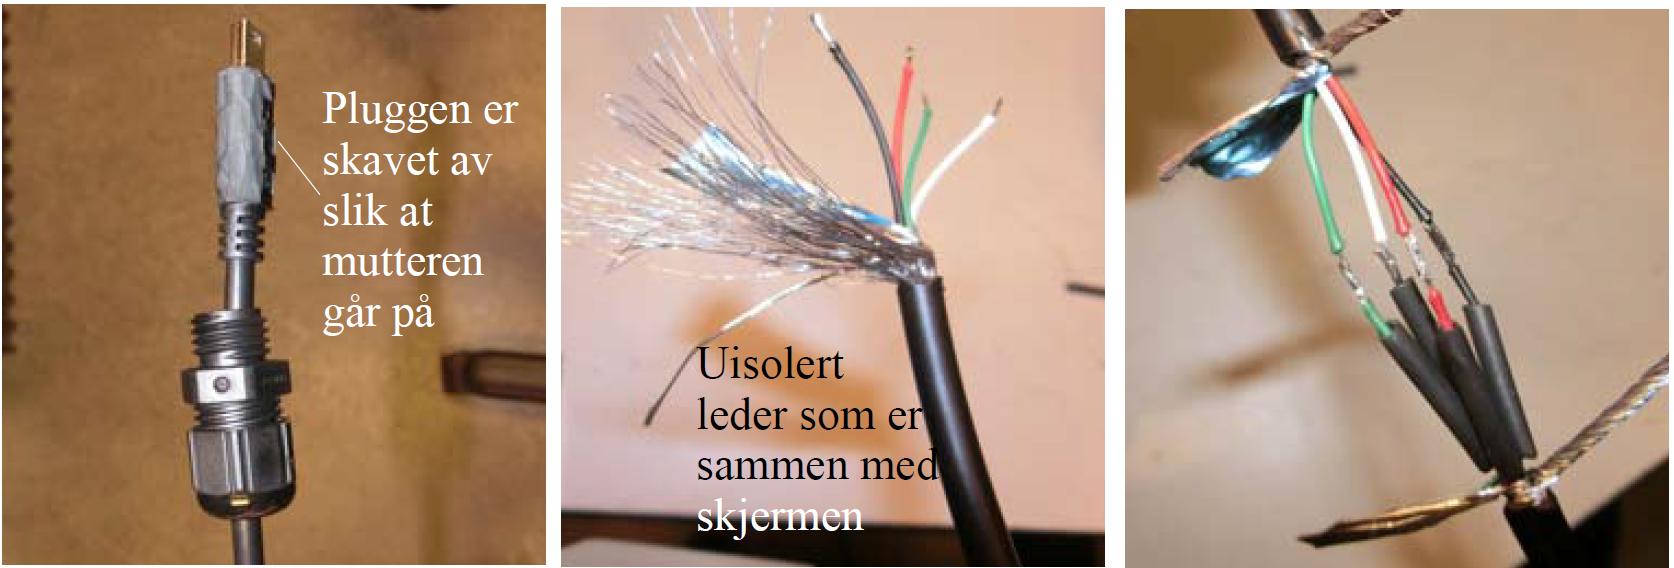 Pluggen er
skavet av
slik at
mutteren
går på
Uisolert
leder som er
sammen med
skjermen